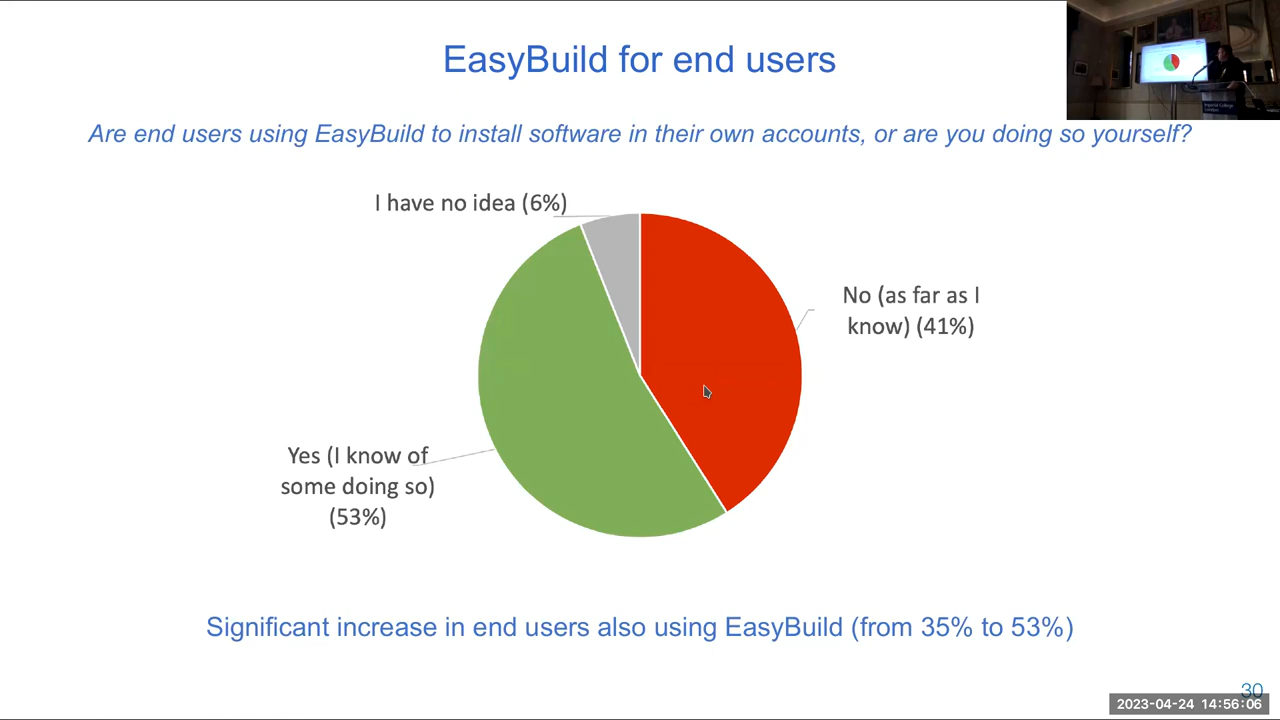 EasyBuild for end users
Are end users using EasyBuild to install software in their own accounts, or are you doing so yourself?
I have no idea (6%)
No (as far as I
know) (41%)
Yes (I know of
some doing so)
(53%)
Significant increase in end users also using EasyBuild (from 35% to 53%)
30
2023-04-24 14:56:06
Imperial College
London